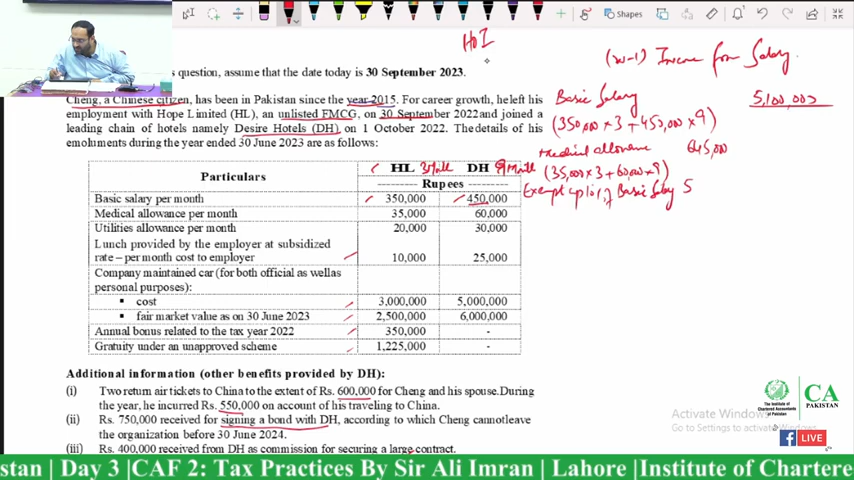 Shapes
HoI
(w-1) Income from Salary
s question, assume that the date today is 30 September 2023.
Cheng, a Chinese citizen, has been in Pakistan since the year 2015. For career growth, he left his
employment with Hope Limited (HL), an unlisted FMCG, on 30 September 2022 and joined a
leading chain of hotels namely Desire Hotels (DH), on 1 October 2022. The details of his
emoluments during the year ended 30 June 2023 are as follows:
Basic Salary 5,100,000
(350,000 x 3 + 450,000 x 9)
Medical allowance 645,000
(35,000 x 3 + 60,000 x 9)
Exempt upto 10% Basic Salary 5
Particulars HL 3 Month DH 9 Month
--------- Rupees ---------
Basic salary per month 350,000 450,000
Medical allowance per month 35,000 60,000
Utilities allowance per month 20,000 30,000
Lunch provided by the employer at subsidized
rate – per month cost to employer 10,000 25,000
Company maintained car (for both official as wellas
personal purposes):
▪ cost 3,000,000 5,000,000
▪ fair market value as on 30 June 2023 2,500,000 6,000,000
Annual bonus related to the tax year 2022 350,000 -
Gratuity under an unapproved scheme 1,225,000 -
Additional information (other benefits provided by DH):
(i) Two return air tickets to China to the extent of Rs. 600,000 for Cheng and his spouse. During
the year, he incurred Rs. 550,000 on account of his traveling to China.
(ii) Rs. 750,000 received for signing a bond with DH, according to which Cheng cannotleave
the organization before 30 June 2024.
(iii) Rs. 400,000 received from DH as commission for securing a large contract.
The Institute of
Chartered Accountants
of Pakistan
CA
PAKISTAN
Activate Windows
Go to Settings to activate Windows
f LIVE
stan | Day 3 |CAF 2: Tax Practices By Sir Ali Imran | Lahore |Institute of Chartere